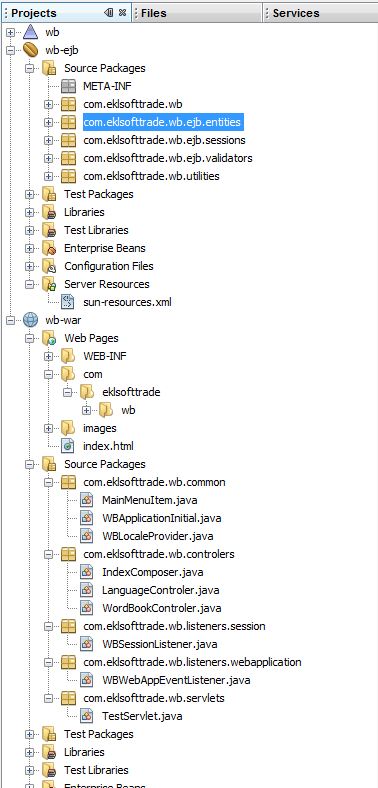 Projects Files Services
wb
wb-ejb
Source Packages
META-INF
com.eklsofttrade.wb
com.eklsofttrade.wb.ejb.entities
com.eklsofttrade.wb.ejb.sessions
com.eklsofttrade.wb.ejb.validators
com.eklsofttrade.wb.utilities
Test Packages
Libraries
Test Libraries
Enterprise Beans
Configuration Files
Server Resources
sun-resources.xml
wb-war
Web Pages
WEB-INF
com
eklsofttrade
wb
images
index.html
Source Packages
com.eklsofttrade.wb.common
MainMenuItem.java
WBApplicationInitial.java
WBLocaleProvider.java
com.eklsofttrade.wb.controlers
IndexComposer.java
LanguageControler.java
WordBookControler.java
com.eklsofttrade.wb.listeners.session
WBSessionListener.java
com.eklsofttrade.wb.listeners.webapplication
WBWebAppEventListener.java
com.eklsofttrade.wb.servlets
TestServlet.java
Test Packages
Libraries
Test Libraries
Enterprise Beans